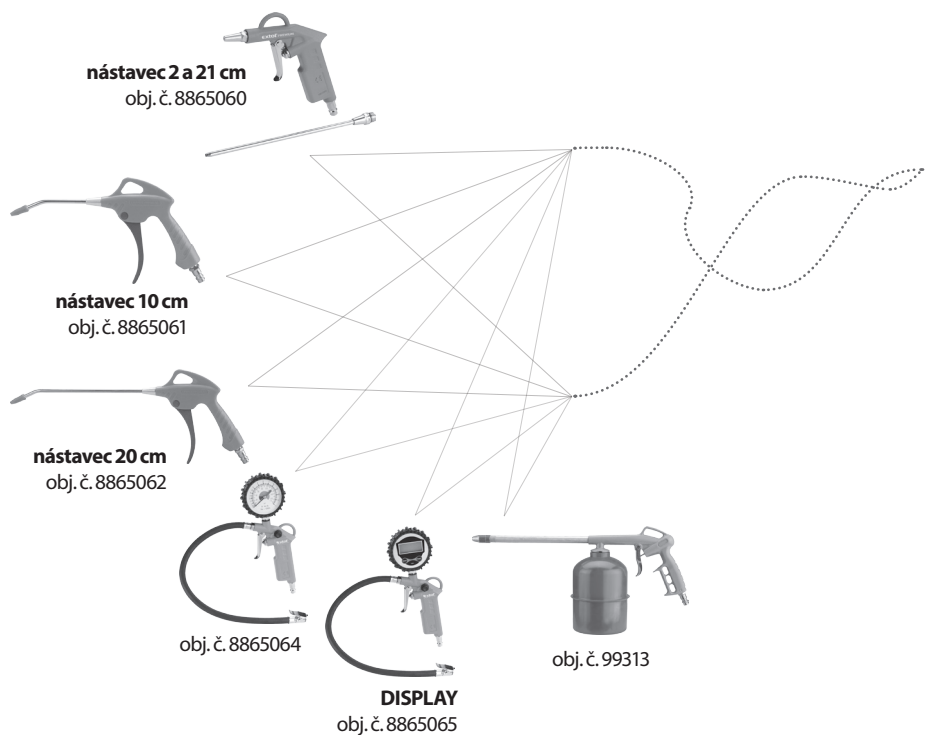 nástavec 2 a 21 cm
obj. č. 8865060
nástavec 10 cm
obj. č. 8865061
nástavec 20 cm
obj. č. 8865062
obj. č. 8865064
DISPLAY
obj. č. 8865065
obj. č. 99313